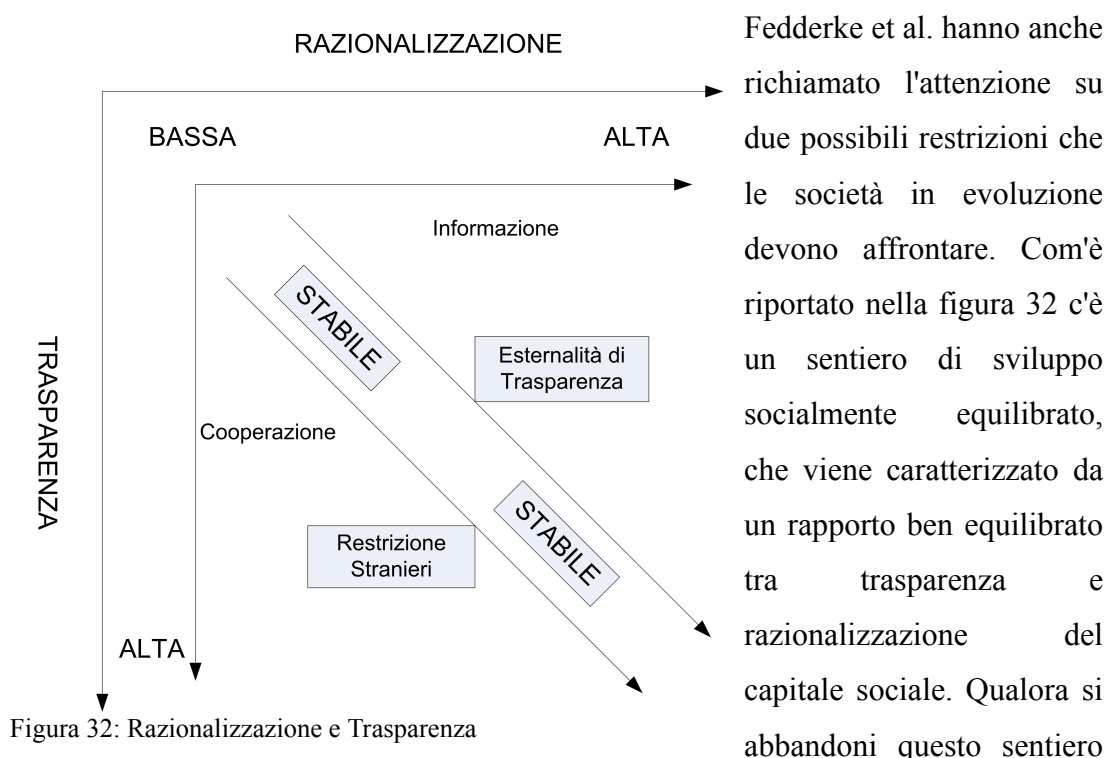 RAZIONALIZZAZIONE
BASSA
ALTA
Informazione
STABILE
Esternalità di
Trasparenza
TRASPARENZA
Cooperazione
STABILE
Restrizione
Stranieri
ALTA
Figura 32: Razionalizzazione e Trasparenza
Fedderke et al. hanno anche
richiamato l'attenzione su
due possibili restrizioni che
le società in evoluzione
devono affrontare. Com'è
riportato nella figura 32 c'è
un sentiero di sviluppo
socialmente equilibrato,
che viene caratterizzato da
un rapporto ben equilibrato
tra trasparenza e
razionalizzazione del
capitale sociale. Qualora si
abbandoni questo sentiero